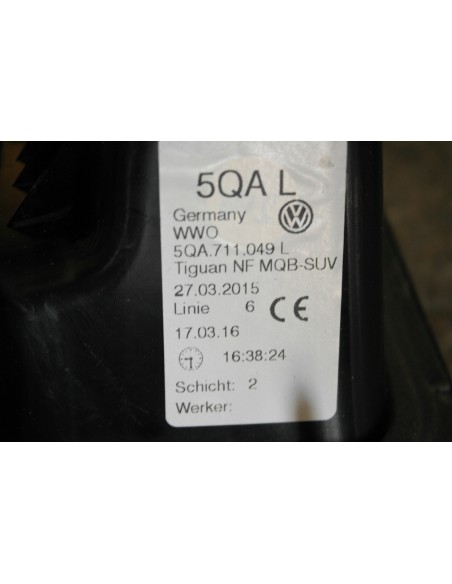 5QA L
Germany
WWO
5QA.711.049 L
Tiguan NF MQB-SUV
27.03.2015
Linie 6 CE
17.03.16
16:38:24
Schicht: 2
Werker: